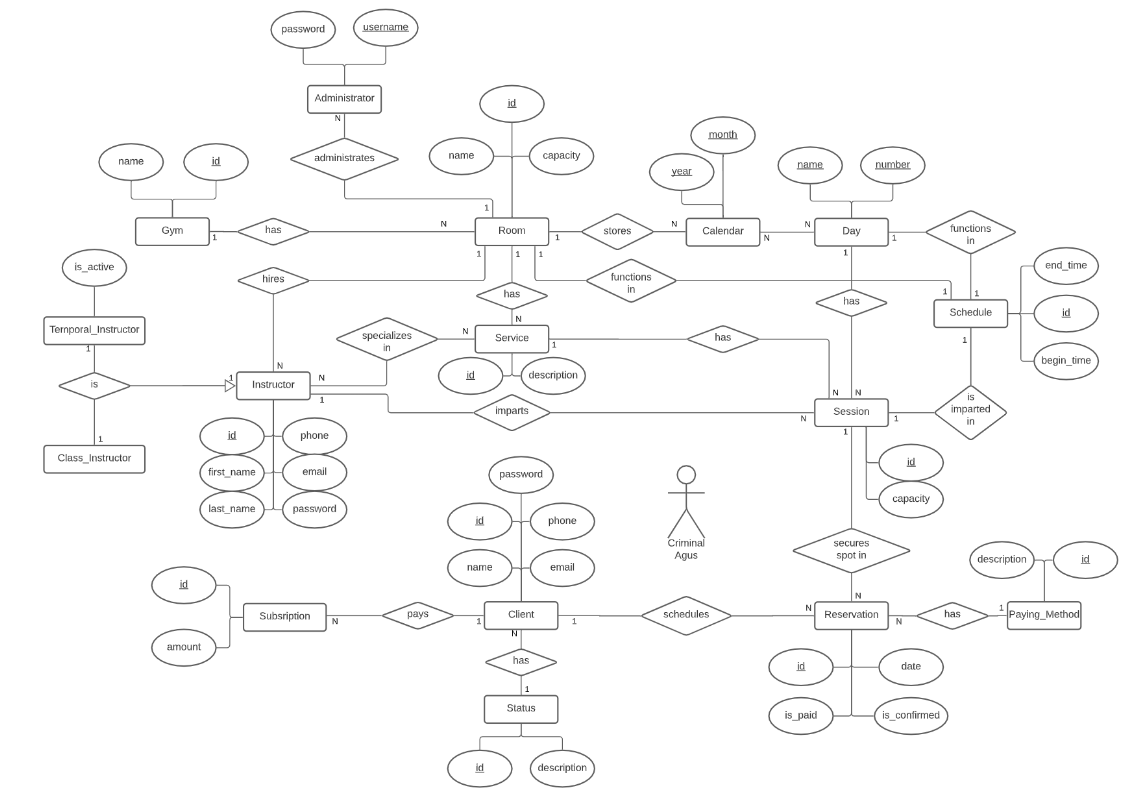 password
username
Administrator
N
administrates
1
id
name
capacity
month
year
name
number
name
id
Gym
1
has
N
Room
1
stores
N
Calendar
N
N
Day
1
functions
in
1
is_active
Temporal_Instructor
1
is
1
Class_Instructor
hires
1
1
1
has
N
functions
in
1
1
has
Schedule
end_time
id
begin_time
1
specializes
in
N
Service
1
has
N
id
description
N
1
Instructor
N
1
imparts
N
N
N
Session
1
is
imparted
in
1
id
phone
first_name
email
last_name
password
id
capacity
password
id
phone
name
email
Criminal
Agus
secures
spot in
N
description
id
id
amount
Subsription
N
pays
1
Client
1
schedules
N
Reservation
N
has
1
Paying_Method
N
has
1
Status
id
description
id
date
is_paid
is_confirmed